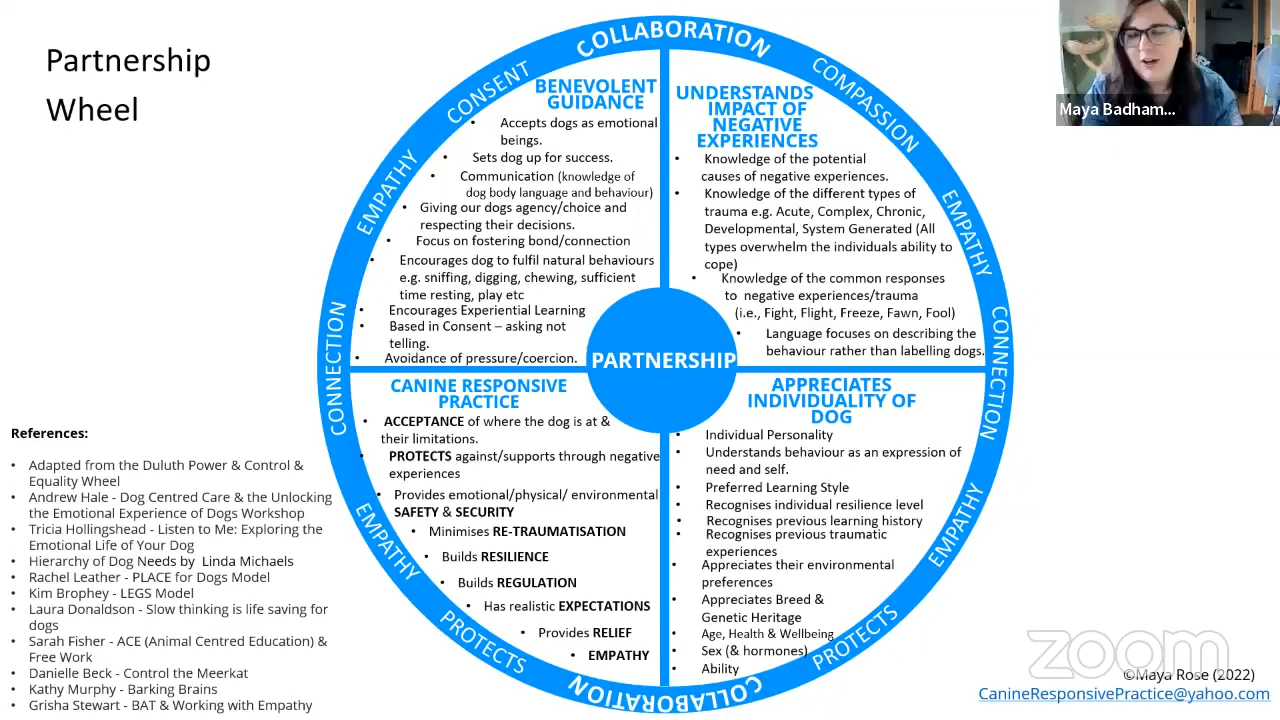 Partnership
Wheel
Maya Badham...
COLLABORATION
CONSENT
COMPASSION
EMPATHY
EMPATHY
CONNECTION
CONNECTION
BENEVOLENT
GUIDANCE
• Accepts dogs as emotional
beings.
• Sets dog up for success.
• Communication (knowledge of
dog body language and behaviour)
• Giving our dogs agency/choice and
respecting their decisions.
• Focus on fostering bond/connection
• Encourages dog to fulfil natural behaviours
e.g. sniffing, digging, chewing, sufficient
time resting, play etc
• Encourages Experiential Learning
• Based in Consent – asking not
telling.
• Avoidance of pressure/coercion.
UNDERSTANDS
IMPACT OF
NEGATIVE
EXPERIENCES
• Knowledge of the potential
causes of negative experiences.
• Knowledge of the different types of
trauma e.g. Acute, Complex, Chronic,
Developmental, System Generated (All
types overwhelm the individuals ability to
cope)
• Knowledge of the common responses
to negative experiences/trauma
(i.e., Fight, Flight, Freeze, Fawn, Fool)
• Language focuses on describing the
behaviour rather than labelling dogs.
PARTNERSHIP
CANINE RESPONSIVE
PRACTICE
• ACCEPTANCE of where the dog is at &
their limitations.
• PROTECTS against/supports through negative
experiences
• Provides emotional/physical/ environmental
SAFETY & SECURITY
• Minimises RE-TRAUMATISATION
• Builds RESILIENCE
• Builds REGULATION
• Has realistic EXPECTATIONS
• Provides RELIEF
• EMPATHY
APPRECIATES
INDIVIDUALITY OF
DOG
• Individual Personality
• Understands behaviour as an expression of
need and self.
• Preferred Learning Style
• Recognises individual resilience level
• Recognises previous learning history
• Recognises previous traumatic
experiences
• Appreciates their environmental
preferences
• Appreciates Breed &
Genetic Heritage
• Age, Health & Wellbeing
• Sex (& hormones)
• Ability
EMPATHY
EMPATHY
PROTECTS
PROTECTS
COLLABORATION
References:
• Adapted from the Duluth Power & Control &
Equality Wheel
• Andrew Hale - Dog Centred Care & the Unlocking
the Emotional Experience of Dogs Workshop
• Tricia Hollingshead - Listen to Me: Exploring the
Emotional Life of Your Dog
• Hierarchy of Dog Needs by Linda Michaels
• Rachel Leather - PLACE for Dogs Model
• Kim Brophey - LEGS Model
• Laura Donaldson - Slow thinking is life saving for
dogs
• Sarah Fisher - ACE (Animal Centred Education) &
Free Work
• Danielle Beck - Control the Meerkat
• Kathy Murphy - Barking Brains
• Grisha Stewart - BAT & Working with Empathy
zoom
©Maya Rose (2022)
CanineResponsivePractice@yahoo.com